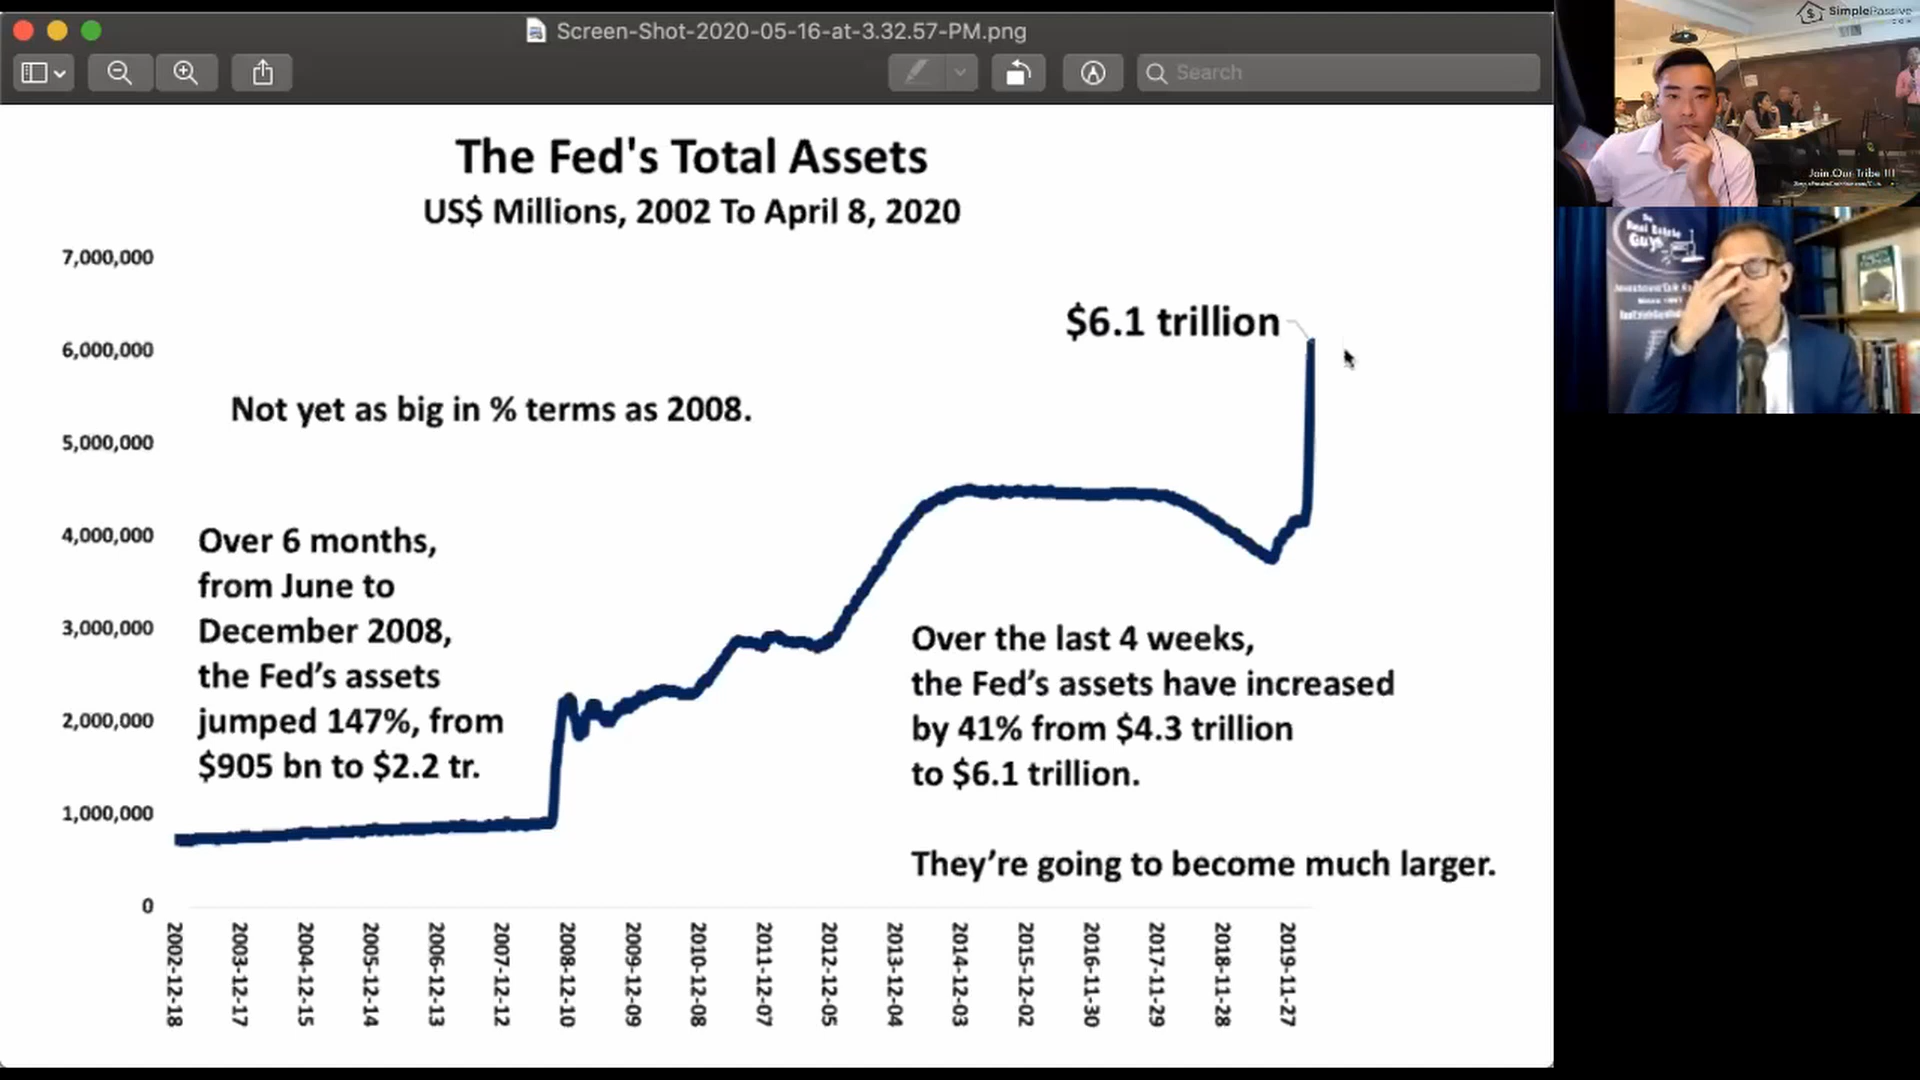 Screen-Shot-2020-05-16-at-3.32.57-PM.png
Search
The Fed's Total Assets
US$ Millions, 2002 To April 8, 2020
7,000,000
6,000,000
5,000,000
4,000,000
3,000,000
2,000,000
1,000,000
0
$6.1 trillion
Not yet as big in % terms as 2008.
Over 6 months,
from June to
December 2008,
the Fed’s assets
jumped 147%, from
$905 bn to $2.2 tr.
Over the last 4 weeks,
the Fed’s assets have increased
by 41% from $4.3 trillion
to $6.1 trillion.
They’re going to become much larger.
2002-12-18
2003-12-17
2004-12-15
2005-12-14
2006-12-13
2007-12-12
2008-12-10
2009-12-09
2010-12-08
2011-12-07
2012-12-05
2013-12-04
2014-12-03
2015-12-02
2016-11-30
2017-11-29
2018-11-28
2019-11-27
SimplePassive
Join Our Tribe !!!
The
Real Estate
Guys